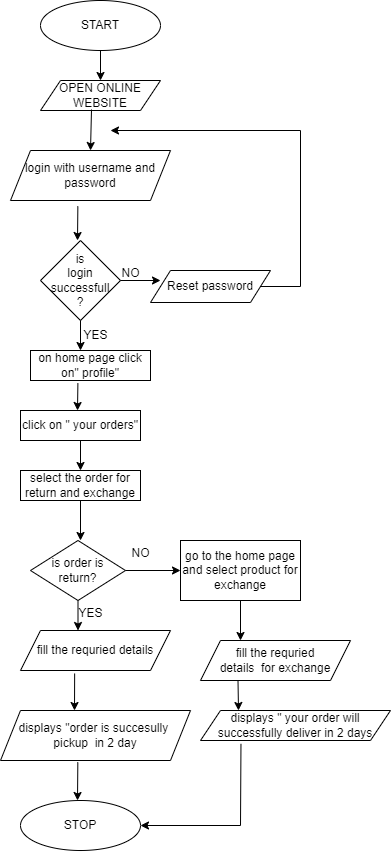 START
OPEN ONLINE
WEBSITE
login with username and
password
is
login
successfull
?
NO
Reset password
YES
on home page click
on" profile"
click on " your orders"
select the order for
return and exchange
is order is
return?
NO
go to the home page
and select product for
exchange
YES
fill the requried details
fill the requried
details  for exchange
displays "order is succesully
pickup  in 2 day
displays " your order will
successfully deliver in 2 days
STOP